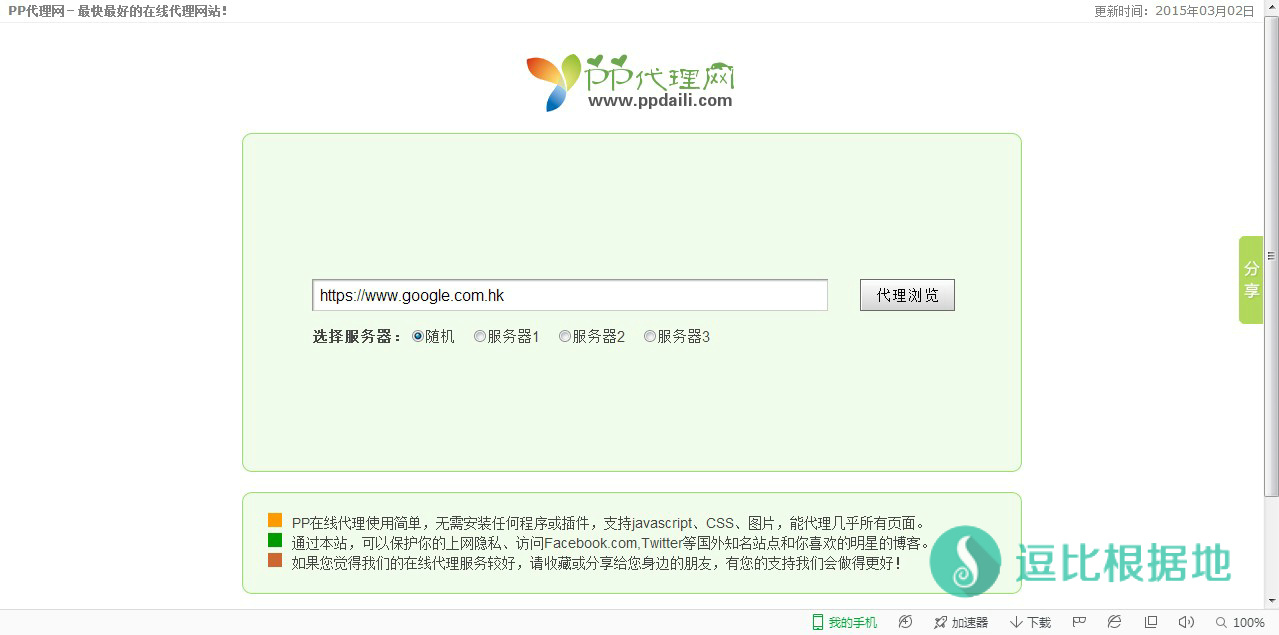 PP代理网－最快最好的在线代理网站！
更新时间：2015年03月02日
PP代理网
www.ppdaili.com
分享
https://www.google.com.hk
代理浏览
选择服务器： 随机 服务器1 服务器2 服务器3
PP在线代理使用简单，无需安装任何程序或插件，支持javascript、CSS、图片，能代理几乎所有页面。
通过本站，可以保护你的上网隐私、访问Facebook.com,Twitter等国外知名站点和你喜欢的明星的博客。
如果您觉得我们的在线代理服务较好，请收藏或分享给您身边的朋友，有您的支持我们会做得更好！
逗比根据地
我的手机 加速器 下载 100%